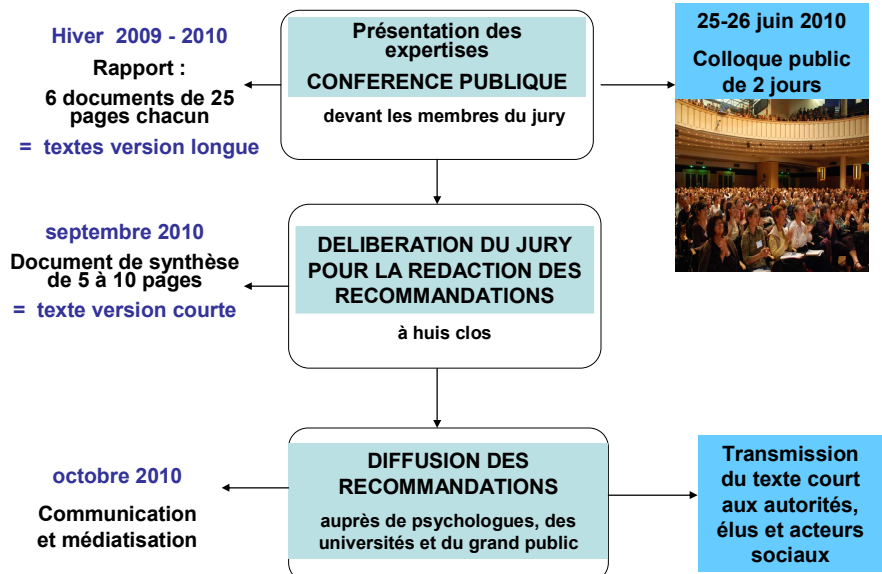 Hiver 2009 - 2010
Rapport :
6 documents de 25
pages chacun
= textes version longue
Présentation des
expertises
CONFERENCE PUBLIQUE
devant les membres du jury
25-26 juin 2010
Colloque public
de 2 jours
septembre 2010
Document de synthèse
de 5 à 10 pages
= texte version courte
DELIBERATION DU JURY
POUR LA REDACTION DES
RECOMMANDATIONS
à huis clos
octobre 2010
Communication
et médiatisation
DIFFUSION DES
RECOMMANDATIONS
auprès de psychologues, des
universités et du grand public
Transmission
du texte court
aux autorités,
élus et acteurs
sociaux